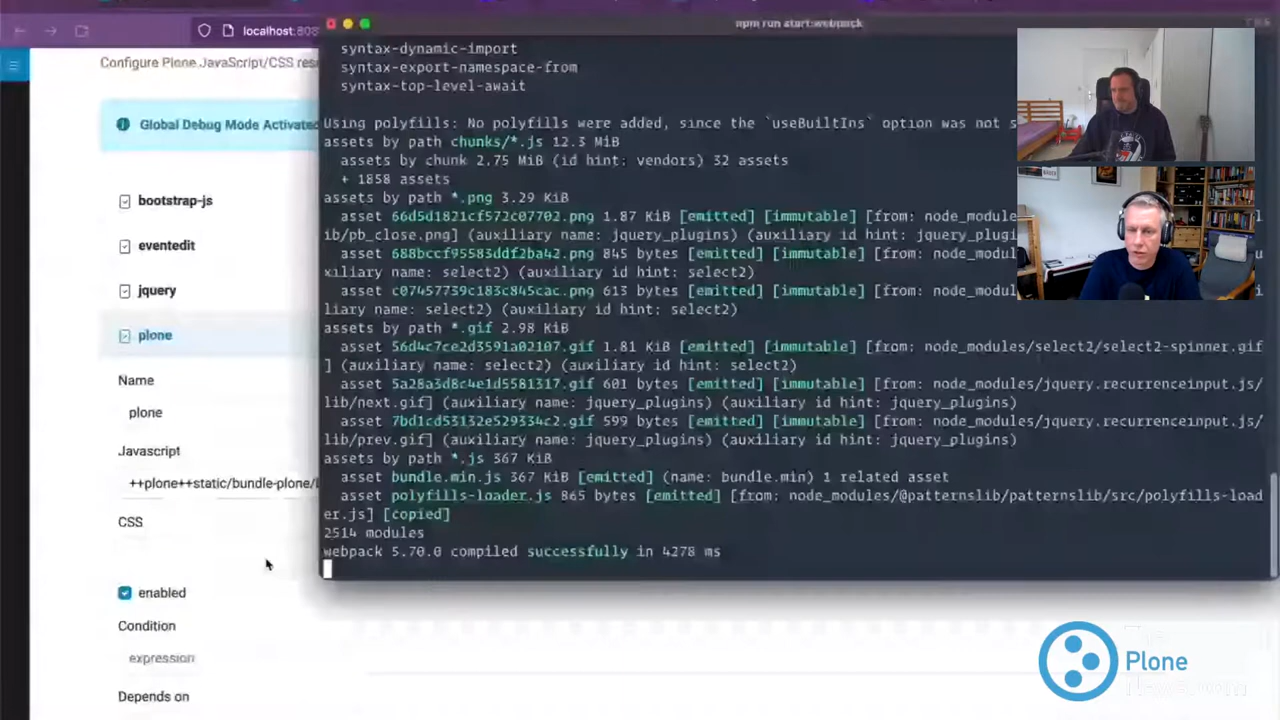 localhost:808
npm run start:webpack
Configure Plone JavaScript/CSS res
Global Debug Mode Activated
bootstrap-js
eventedit
jquery
plone
Name
plone
Javascript
++plone++static/bundle-plone/
CSS
enabled
Condition
expression
Depends on
syntax-dynamic-import
syntax-export-namespace-from
syntax-top-level-await
Using polyfills: No polyfills were added, since the `useBuiltIns` option was not s
assets by path chunks/*.js 12.3 MiB
assets by chunk 2.75 MiB (id hint: vendors) 32 assets
+ 1858 assets
assets by path *.png 3.29 KiB
asset 66d5d1821cf572c07702.png 1.87 KiB [emitted] [immutable] [from: node_module
ib/pb_close.png] (auxiliary name: jquery_plugins) (auxiliary id hint: jquery_plugi
asset 688bccf95583ddf2ba42.png 845 bytes [emitted] [immutable] [from: node_modu
xiliary name: select2) (auxiliary id hint: select2)
asset c07457739c183c845cac.png 613 bytes [emitted] [immutable] [from: node_modu
liary name: select2) (auxiliary id hint: select2)
assets by path *.gif 2.98 KiB
asset 56d4c7ce2d3591a02107.gif 1.81 KiB [emitted] [immutable] [from: node_modules/select2/select2-spinner.gif
] (auxiliary name: select2) (auxiliary id hint: select2)
asset 5a28a3d8c4e1d5581317.gif 601 bytes [emitted] [immutable] [from: node_modules/jquery.recurrenceinput.js/
lib/next.gif] (auxiliary name: jquery_plugins) (auxiliary id hint: jquery_plugins)
asset 7bd1cd53132e529334c2.gif 599 bytes [emitted] [immutable] [from: node_modules/jquery.recurrenceinput.js/
lib/prev.gif] (auxiliary name: jquery_plugins) (auxiliary id hint: jquery_plugins)
assets by path *.js 367 KiB
asset bundle.min.js 367 KiB [emitted] (name: bundle.min) 1 related asset
asset polyfills-loader.js 865 bytes [emitted] [from: node_modules/@patternslib/patternslib/src/polyfills-load
er.js] [copied]
2514 modules
webpack 5.70.0 compiled successfully in 4278 ms
Plone